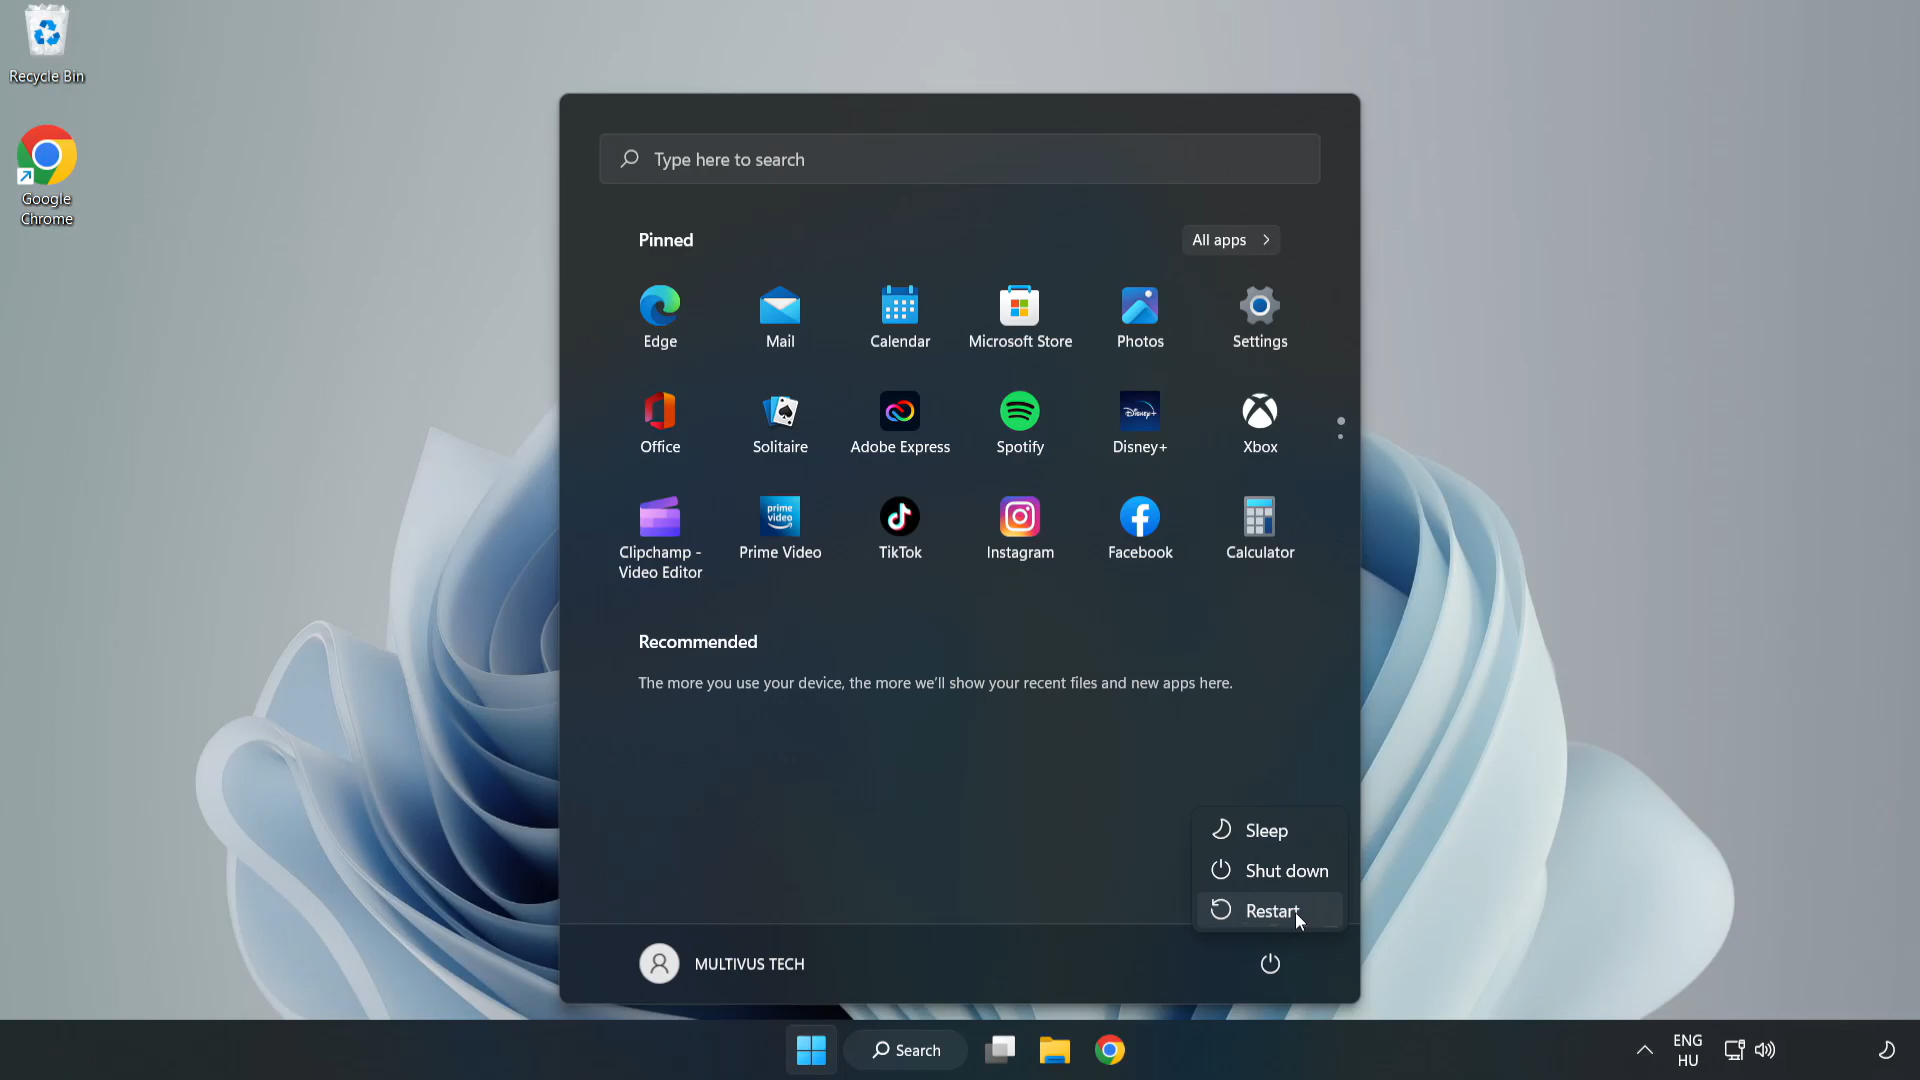 Recycle Bin
Google
Chrome
Type here to search
Pinned
All apps
Edge
Mail
Calendar
Microsoft Store
Photos
Settings
Office
Solitaire
Adobe Express
Spotify
Disney+
Disney+
Xbox
prime
video
Clipchamp -
Video Editor
Prime Video
TikTok
Instagram
Facebook
Calculator
Recommended
The more you use your device, the more we'll show your recent files and new apps here.
Sleep
Shut down
Restart
MULTIVUS TECH
Search
ENG
HU